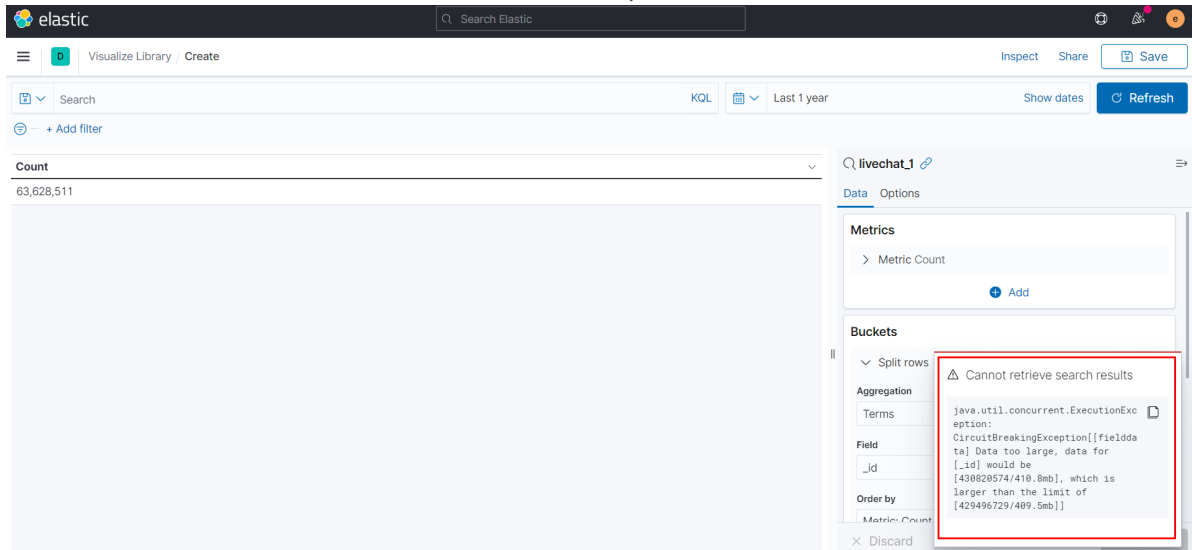 elastic
Search Elastic
e
D
Visualize Library / Create
Inspect
Share
Save
Search
KQL
Last 1 year
Show dates
Refresh
+ Add filter
Count
63,628,511
livechat_1
Data
Options
Metrics
Metric Count
Add
Buckets
Split rows
Aggregation
Terms
Field
_id
Order by
Metric: Count
× Discard
Cannot retrieve search results
java.util.concurrent.ExecutionExc
eption:
CircuitBreakingException[[fieldda
ta] Data too large, data for
[_id] would be
[430820574/410.8mb], which is
larger than the limit of
[429496729/409.5mb]]